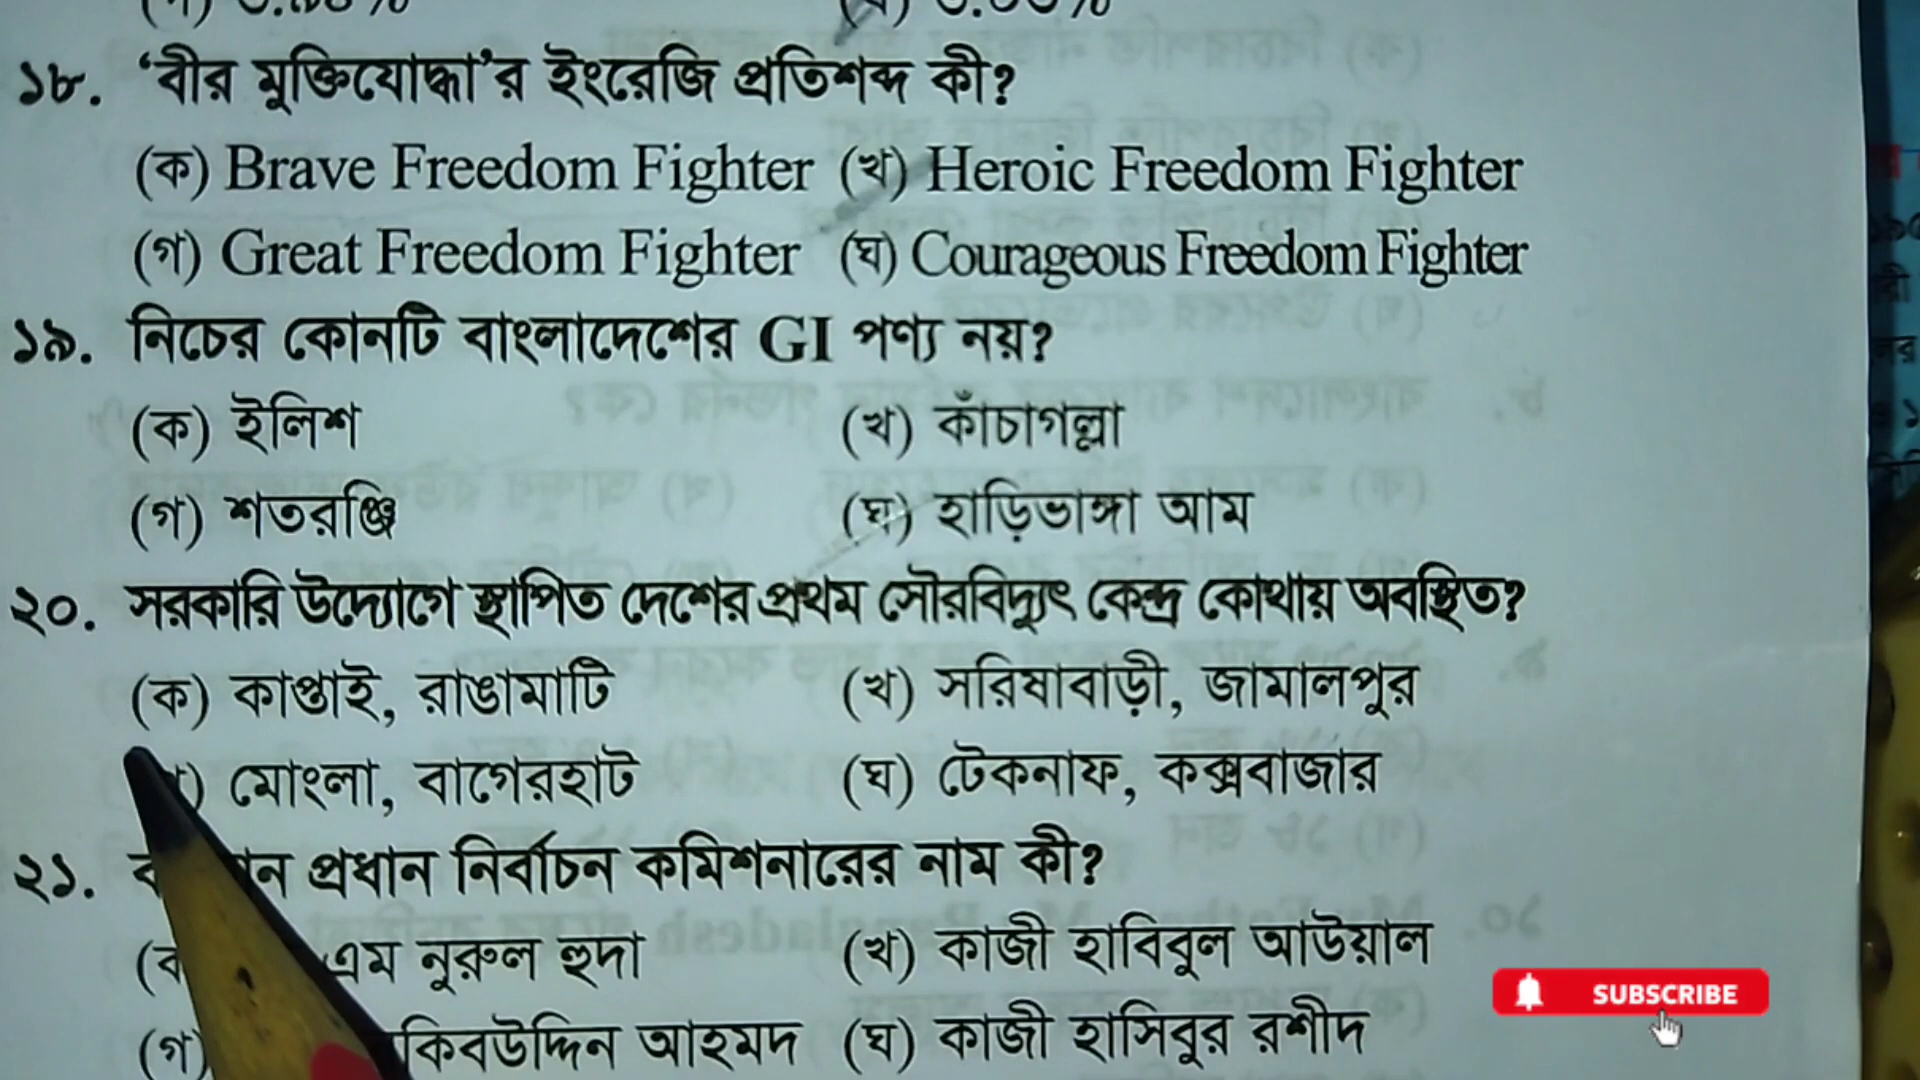 ১৮. ‘বীর মুক্তিযোদ্ধা’র ইংরেজি প্রতিশব্দ কী?
(ক) Brave Freedom Fighter (খ) Heroic Freedom Fighter
(গ) Great Freedom Fighter (ঘ) Courageous Freedom Fighter
১৯. নিচের কোনটি বাংলাদেশের GI পণ্য নয়?
(ক) ইলিশ (খ) কাঁচাগল্লা
(গ) শতরঞ্জি (ঘ) হাড়িভাঙ্গা আম
২০. সরকারি উদ্যোগে স্থাপিত দেশের প্রথম সৌরবিদ্যুৎ কেন্দ্র কোথায় অবস্থিত?
(ক) কাপ্তাই, রাঙামাটি (খ) সরিষাবাড়ী, জামালপুর
মোংলা, বাগেরহাট (ঘ) টেকনাফ, কক্সবাজার
২১. প্রধান নির্বাচন কমিশনারের নাম কী?
এম নুরুল হুদা (খ) কাজী হাবিবুল আউয়াল
(গ) আহমদ (ঘ) কাজী হাসিবুর রশীদ
SUBSCRIBE